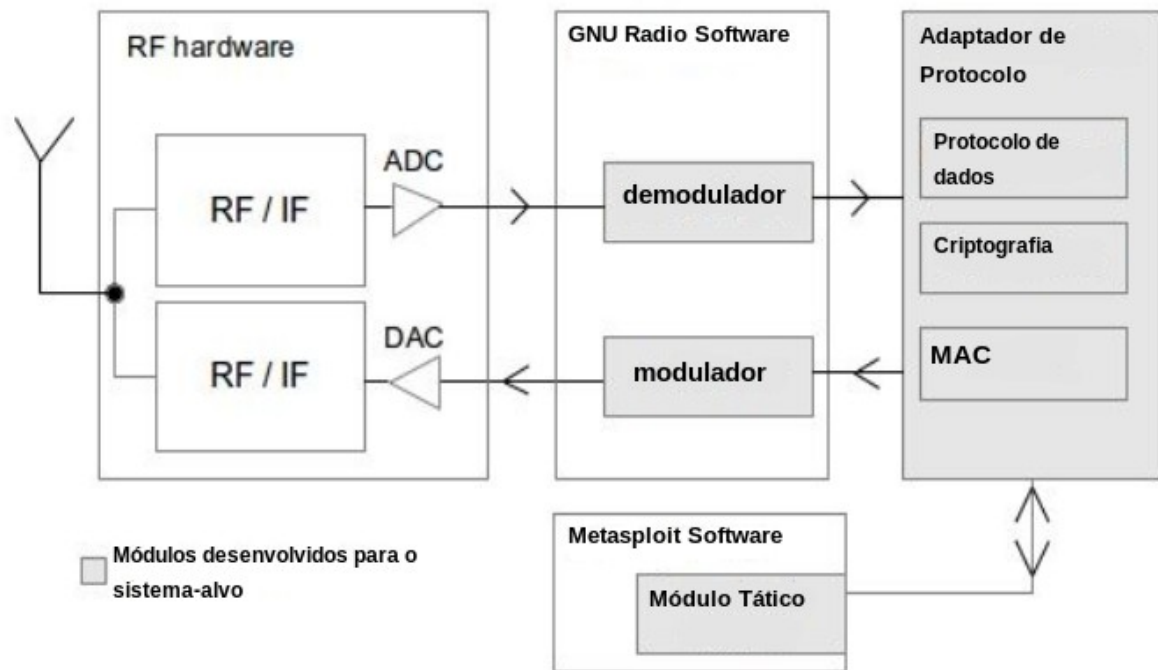 RF hardware
GNU Radio Software
Adaptador de
Protocolo
ADC
RF / IF
demodulador
Protocolo de
dados
Criptografia
DAC
RF / IF
modulador
MAC
Metasploit Software
Módulo Tático
Módulos desenvolvidos para o
sistema-alvo